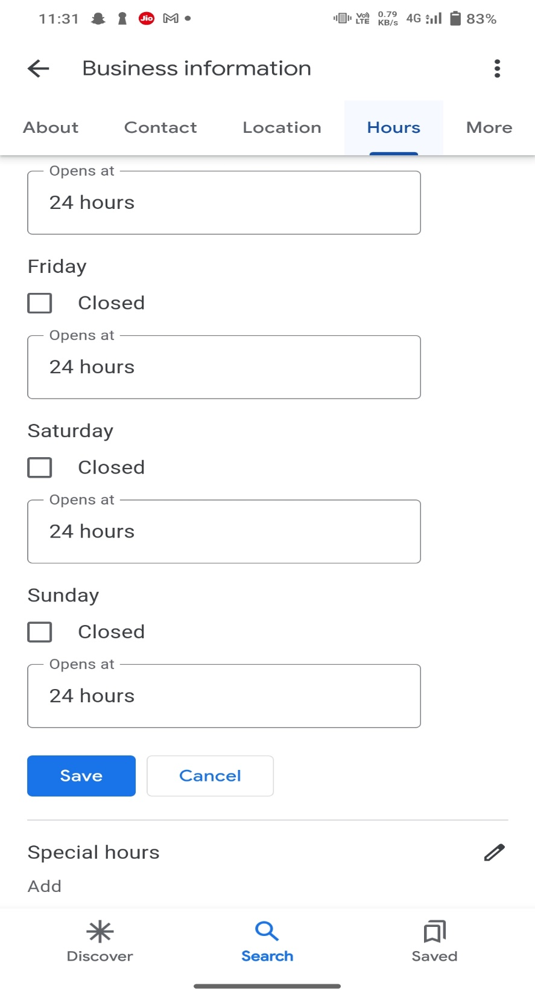 11:31 Jio Vo)) LTE 0.79 KB/s 4G 83%
Business information
About Contact Location Hours More
Opens at
24 hours
Friday
Closed
Opens at
24 hours
Saturday
Closed
Opens at
24 hours
Sunday
Closed
Opens at
24 hours
Save Cancel
Special hours
Add
Discover Search Saved